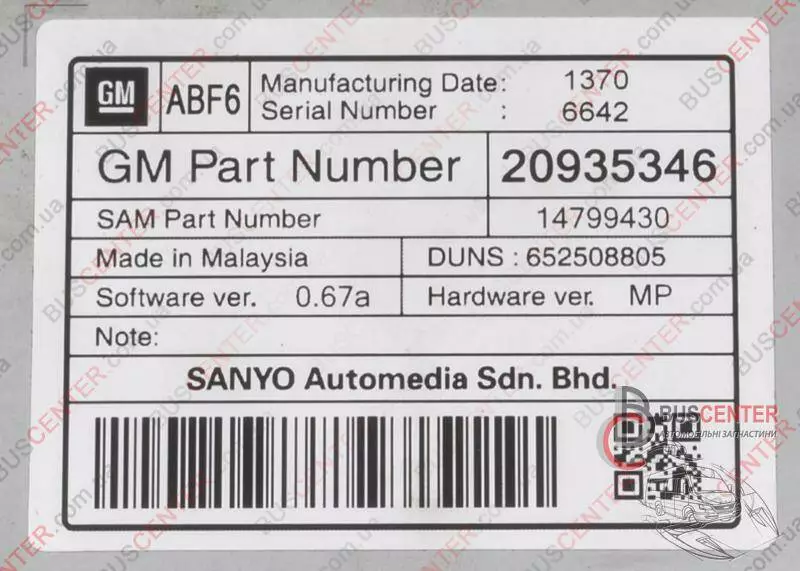 GM ABF6 Manufacturing Date: 1370
Serial Number : 6642
GM Part Number 20935346
SAM Part Number 14799430
Made in Malaysia DUNS : 652508805
Software ver. 0.67a Hardware ver. MP
Note:
SANYO Automedia Sdn. Bhd.
BUSCENTER
АВТОМОБІЛЬНІ ЗАПЧАСТИНИ
BUSCENTER.com.ua